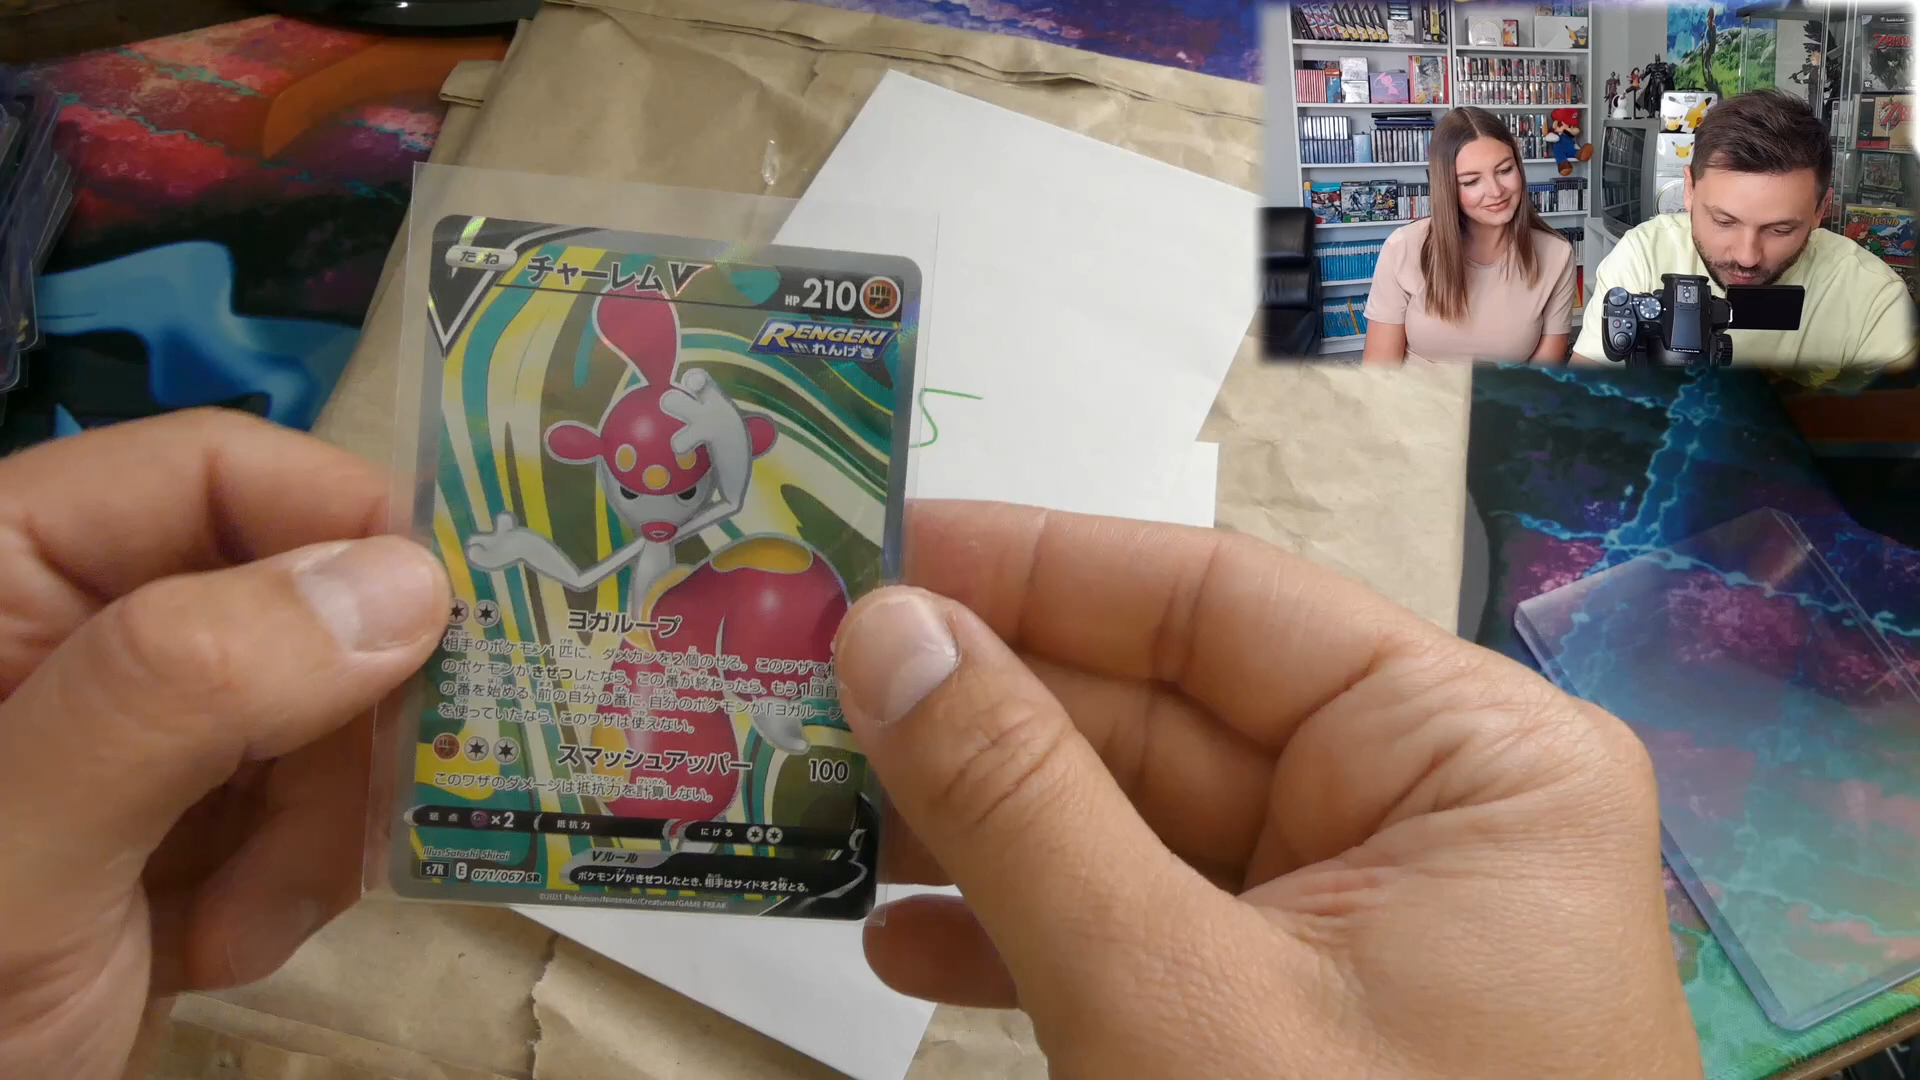 たね チャーレムV HP 210
RENGEKI
れんげき
5
ヨガループ
相手のポケモン1匹に、ダメカンを2個のせる。このワザで
のポケモンがきぜつしたなら、この番が終わったら、もう1回
の番を始める。前の自分の番に、自分のポケモンが「ヨガループ
を使っていたなら、このワザは使えない。
スマッシュアッパー 100
このワザのダメージは抵抗力を計算しない。
弱点 ×2 抵抗力 にげる
Illus. Satoshi Shirai
Vルール
s7R E 071/067 SR
ポケモンVがきぜつしたとき、相手はサイドを2枚とる。
©2021 Pokémon/Nintendo/Creatures/GAME FREAK